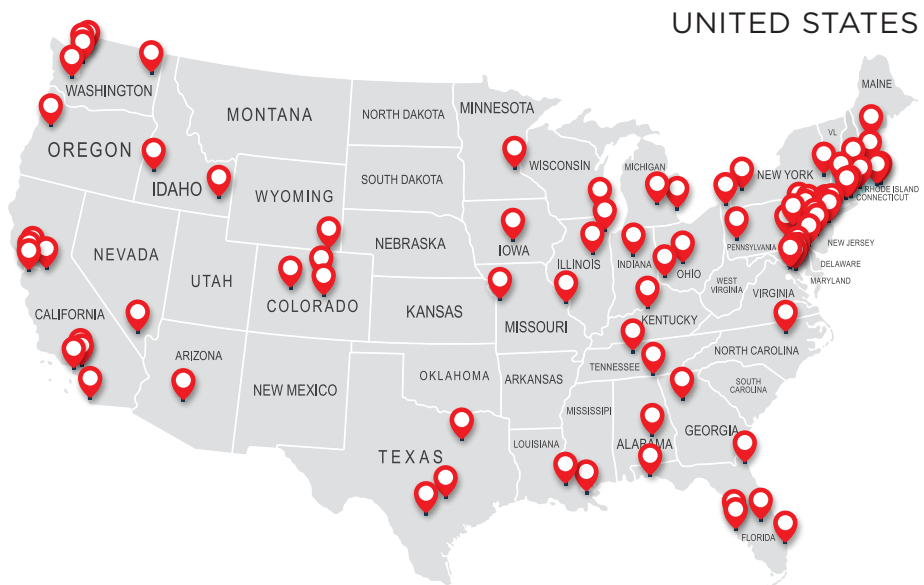 UNITED STATES
MAINE
WASHINGTON
MONTANA
NORTH DAKOTA
MINNESOTA
VL
OREGON
WISCONSIN
MICHIGAN
NEW YORK
IDAHO
SOUTH DAKOTA
WYOMING
RHODE ISLAND
CONNECTICUT
NEBRASKA
IOWA
PENNSYLVANIA
NEW JERSEY
NEVADA
UTAH
ILLINOIS
INDIANA
OHIO
DELAWARE
MARYLAND
WEST
VIRGINIA
VIRGINIA
COLORADO
KANSAS
CALIFORNIA
MISSOURI
KENTUCKY
NORTH CAROLINA
ARIZONA
TENNESSEE
OKLAHOMA
ARKANSAS
NEW MEXICO
SOUTH
CAROLINA
MISSISSIPI
GEORGIA
LOUISIANA
ALABAMA
TEXAS
FLORIDA